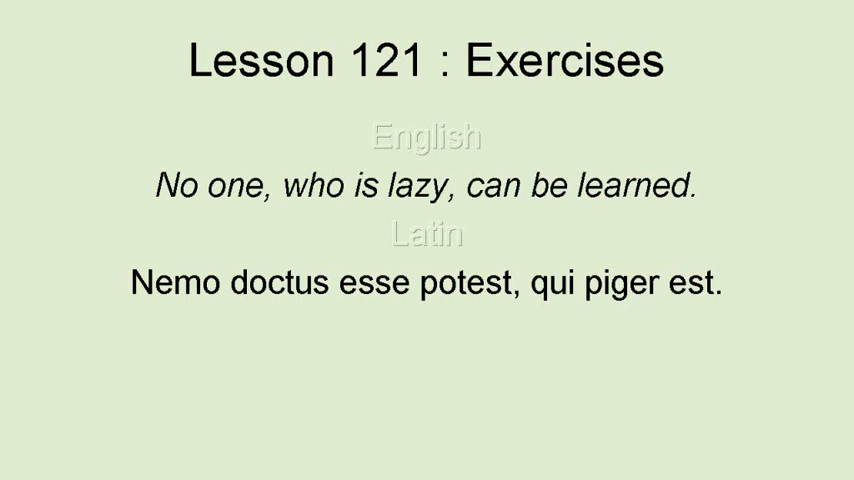 Lesson 121 : Exercises
English
No one, who is lazy, can be learned.
Latin
Nemo doctus esse potest, qui piger est.